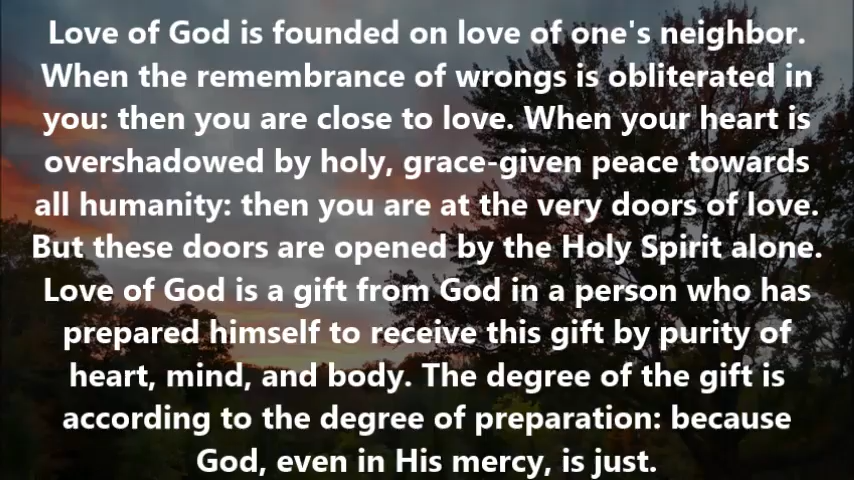 Love of God is founded on love of one's neighbor.
When the remembrance of wrongs is obliterated in
you: then you are close to love. When your heart is
overshadowed by holy, grace-given peace towards
all humanity: then you are at the very doors of love.
But these doors are opened by the Holy Spirit alone.
Love of God is a gift from God in a person who has
prepared himself to receive this gift by purity of
heart, mind, and body. The degree of the gift is
according to the degree of preparation: because
God, even in His mercy, is just.